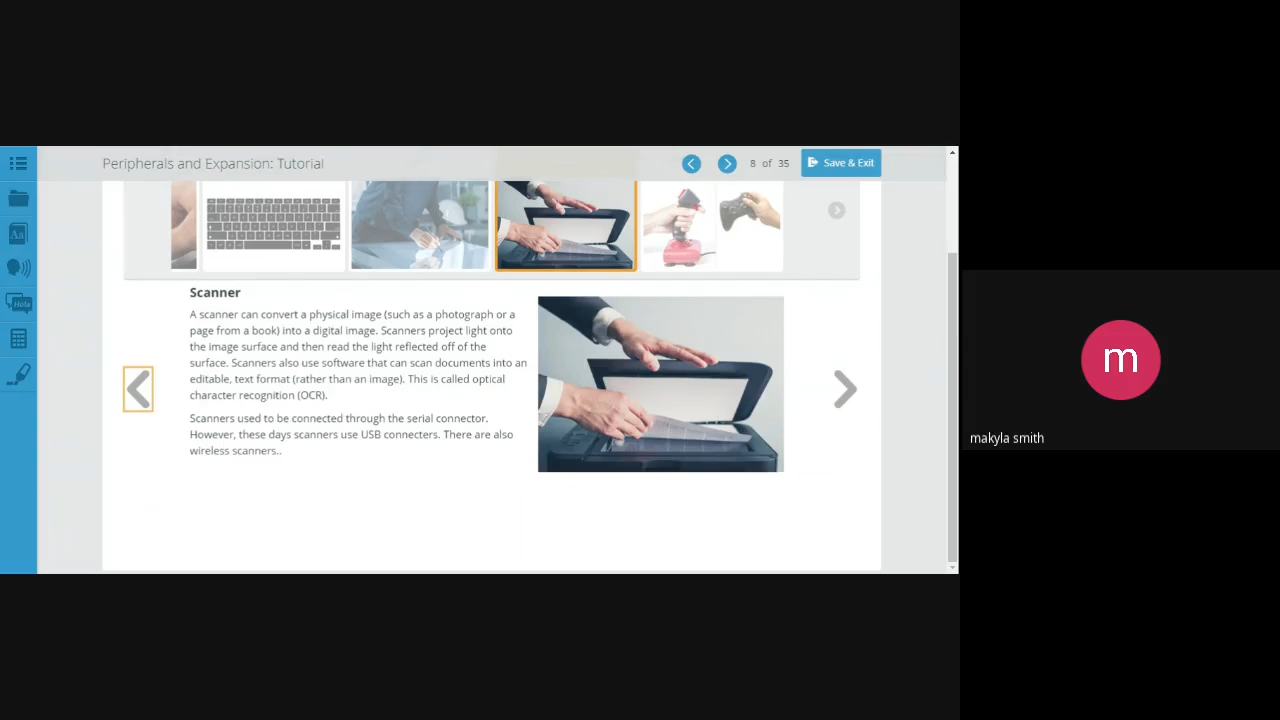 Peripherals and Expansion: Tutorial
8 of 35
Save & Exit
Aa
Hola
Scanner
A scanner can convert a physical image (such as a photograph or a
page from a book) into a digital image. Scanners project light onto
the image surface and then read the light reflected off of the
surface. Scanners also use software that can scan documents into an
editable, text format (rather than an image). This is called optical
character recognition (OCR).
Scanners used to be connected through the serial connector.
However, these days scanners use USB connecters. There are also
wireless scanners..
m
makyla smith